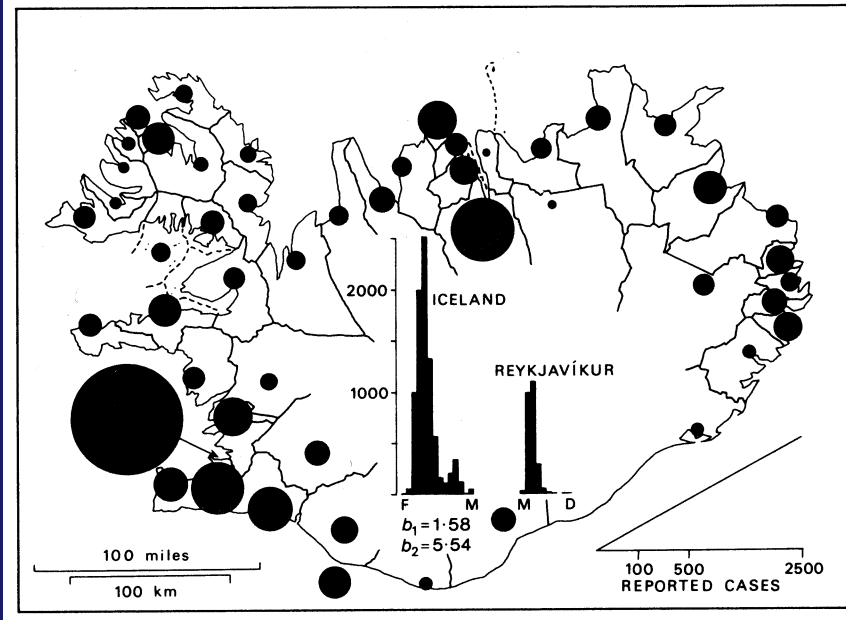 2000
ICELAND
REYKJAVÍKUR
1000
F M
M D
b₁=1·58
b₂=5·54
100 miles
100 km
100 500 2500
REPORTED CASES